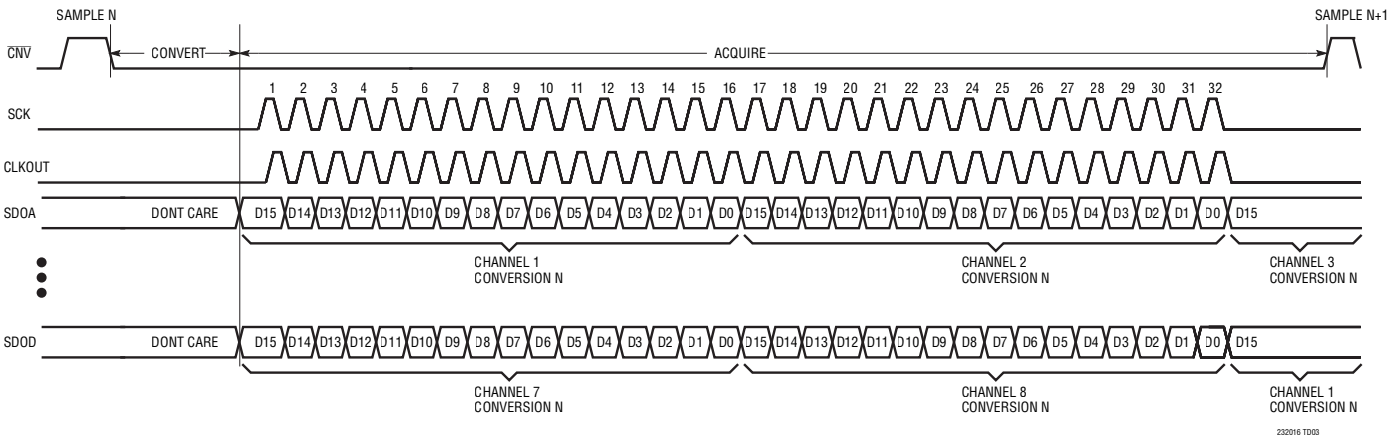 SAMPLE N SAMPLE N+1
CNV CONVERT ACQUIRE
1 2 3 4 5 6 7 8 9 10 11 12 13 14 15 16 17 18 19 20 21 22 23 24 25 26 27 28 29 30 31 32
SCK
CLKOUT
SDOA DONT CARE D15 D14 D13 D12 D11 D10 D9 D8 D7 D6 D5 D4 D3 D2 D1 D0 D15 D14 D13 D12 D11 D10 D9 D8 D7 D6 D5 D4 D3 D2 D1 D0 D15
CHANNEL 1 CHANNEL 2 CHANNEL 3
CONVERSION N CONVERSION N CONVERSION N
SDOD DONT CARE D15 D14 D13 D12 D11 D10 D9 D8 D7 D6 D5 D4 D3 D2 D1 D0 D15 D14 D13 D12 D11 D10 D9 D8 D7 D6 D5 D4 D3 D2 D1 D0 D15
CHANNEL 7 CHANNEL 8 CHANNEL 1
CONVERSION N CONVERSION N CONVERSION N
232016 TD03